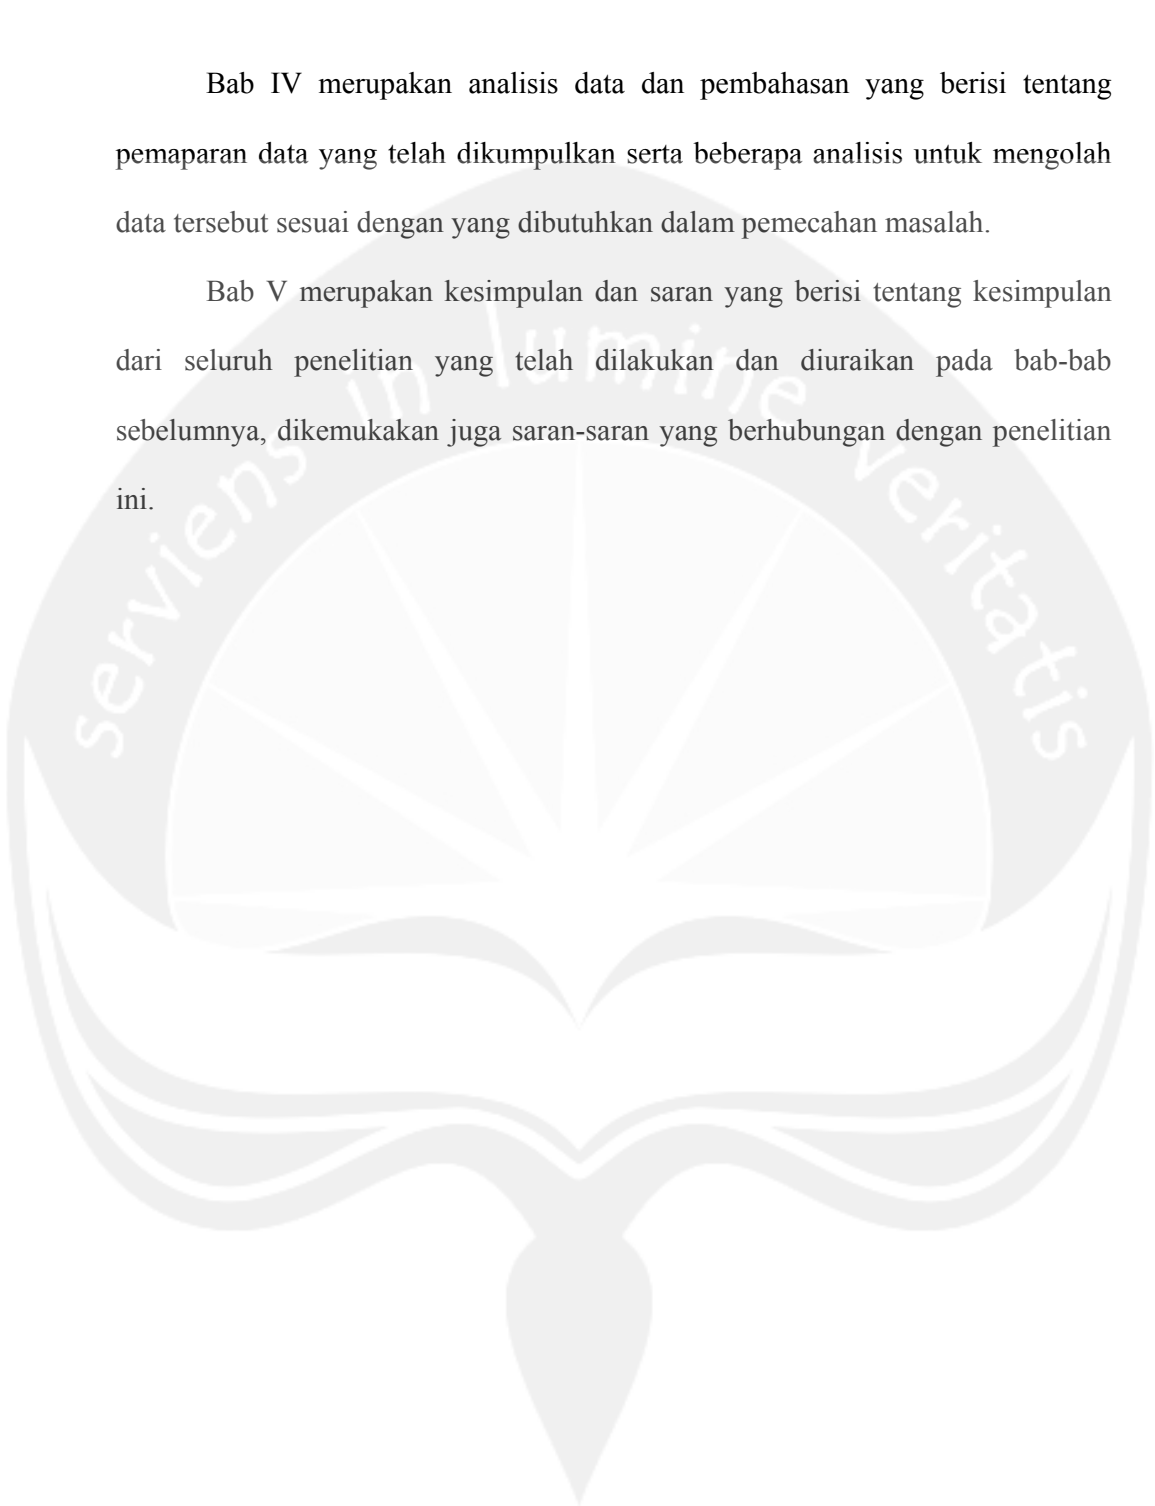 Bab IV merupakan analisis data dan pembahasan yang berisi tentang
pemaparan data yang telah dikumpulkan serta beberapa analisis untuk mengolah
data tersebut sesuai dengan yang dibutuhkan dalam pemecahan masalah.
Bab V merupakan kesimpulan dan saran yang berisi tentang kesimpulan
dari seluruh penelitian yang telah dilakukan dan diuraikan pada bab-bab
sebelumnya, dikemukakan juga saran-saran yang berhubungan dengan penelitian
ini.
serviens in lumine veritatis